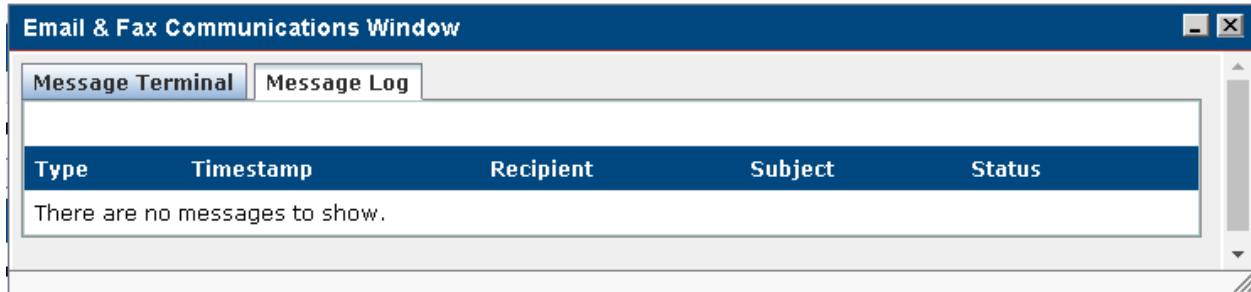 Email & Fax Communications Window
Message Terminal Message Log
Type Timestamp Recipient Subject Status
There are no messages to show.